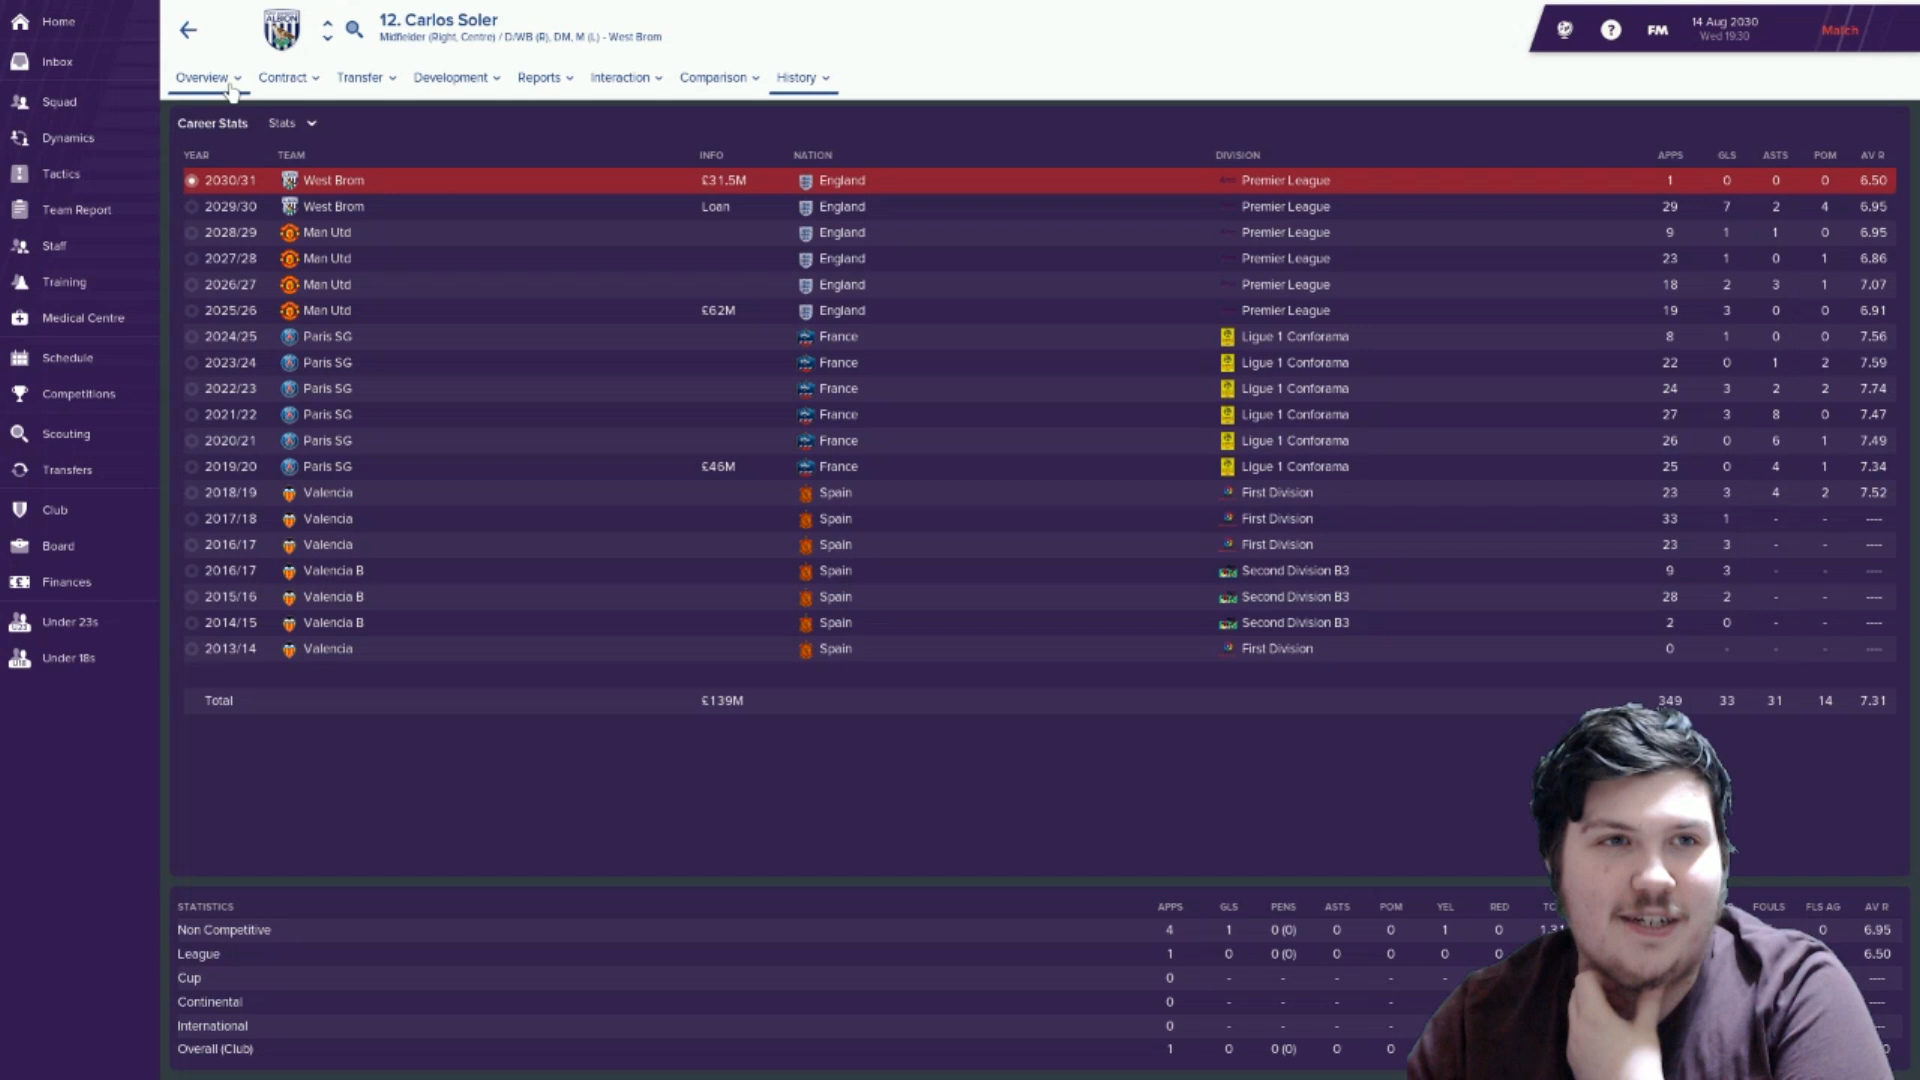 Home
Inbox
Squad
Dynamics
Tactics
Team Report
Staff
Training
Medical Centre
Schedule
Competitions
Scouting
Transfers
Club
Board
Finances
Under 23s
Under 18s
12. Carlos Soler
Midfielder (Right, Centre) / D/WB (R), DM, M (L) - West Brom
FM
14 Aug 2030
Wed 19:30
Match
Overview Contract Transfer Development Reports Interaction Comparison History
Career Stats Stats
YEAR TEAM INFO NATION DIVISION APPS GLS ASTS POM AV R
2030/31 West Brom £31.5M England Premier League 1 0 0 0 6.50
2029/30 West Brom Loan England Premier League 29 7 2 4 6.95
2028/29 Man Utd England Premier League 9 1 1 0 6.95
2027/28 Man Utd England Premier League 23 1 0 1 6.86
2026/27 Man Utd England Premier League 18 2 3 1 7.07
2025/26 Man Utd £62M England Premier League 19 3 0 0 6.91
2024/25 Paris SG France Ligue 1 Conforama 8 1 0 0 7.56
2023/24 Paris SG France Ligue 1 Conforama 22 0 1 2 7.59
2022/23 Paris SG France Ligue 1 Conforama 24 3 2 2 7.74
2021/22 Paris SG France Ligue 1 Conforama 27 3 8 0 7.47
2020/21 Paris SG France Ligue 1 Conforama 26 0 6 1 7.49
2019/20 Paris SG £46M France Ligue 1 Conforama 25 0 4 1 7.34
2018/19 Valencia Spain First Division 23 3 4 2 7.52
2017/18 Valencia Spain First Division 33 1 - - ----
2016/17 Valencia Spain First Division 23 3 - - ----
2016/17 Valencia B Spain Second Division B3 9 3 - - ----
2015/16 Valencia B Spain Second Division B3 28 2 - - ----
2014/15 Valencia B Spain Second Division B3 2 0 - - ----
2013/14 Valencia Spain First Division 0 - - - ----
Total £139M 349 33 31 14 7.31
STATISTICS APPS GLS PENS ASTS POM YEL RED FOULS FLS AG AV R
Non Competitive 4 1 0 (0) 0 0 1 0 1.31 0 6.95
League 1 0 0 (0) 0 0 0 0 6.50
Cup 0 - - - - - ----
Continental 0 - - - - ----
International 0 - - - -
Overall (Club) 1 0 0 (0) 0 0